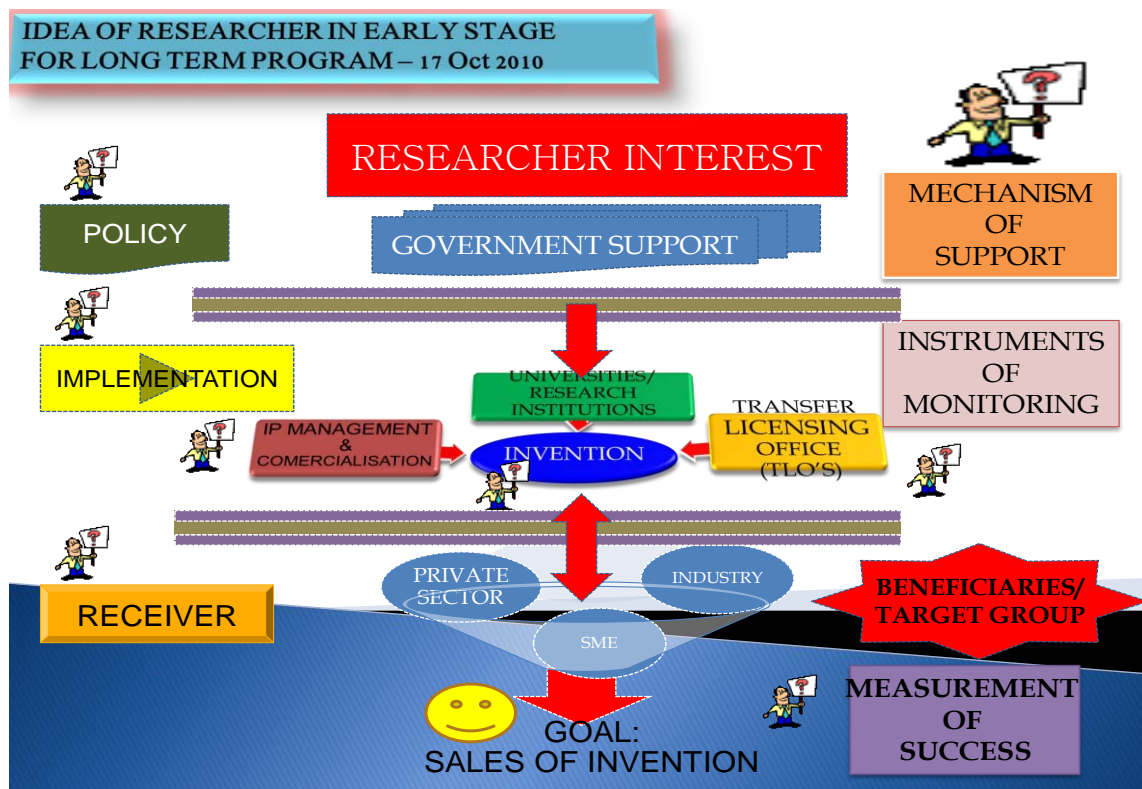 IDEA OF RESEARCHER IN EARLY STAGE
FOR LONG TERM PROGRAM – 17 Oct 2010
RESEARCHER INTEREST
POLICY
GOVERNMENT SUPPORT
MECHANISM
OF
SUPPORT
IMPLEMENTATION
UNIVERSITIES/
RESEARCH
INSTITUTIONS
INSTRUMENTS
OF
MONITORING
IP MANAGEMENT
&
COMERCIALISATION
INVENTION
TRANSFER
LICENSING
OFFICE
(TLO'S)
RECEIVER
PRIVATE
SECTOR
INDUSTRY
SME
BENEFICIARIES/
TARGET GROUP
GOAL:
SALES OF INVENTION
MEASUREMENT
OF
SUCCESS
?
?
?
?
?
?
?
?